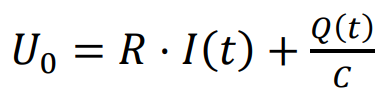 U₀ = R · I(t) + Q(t)/C